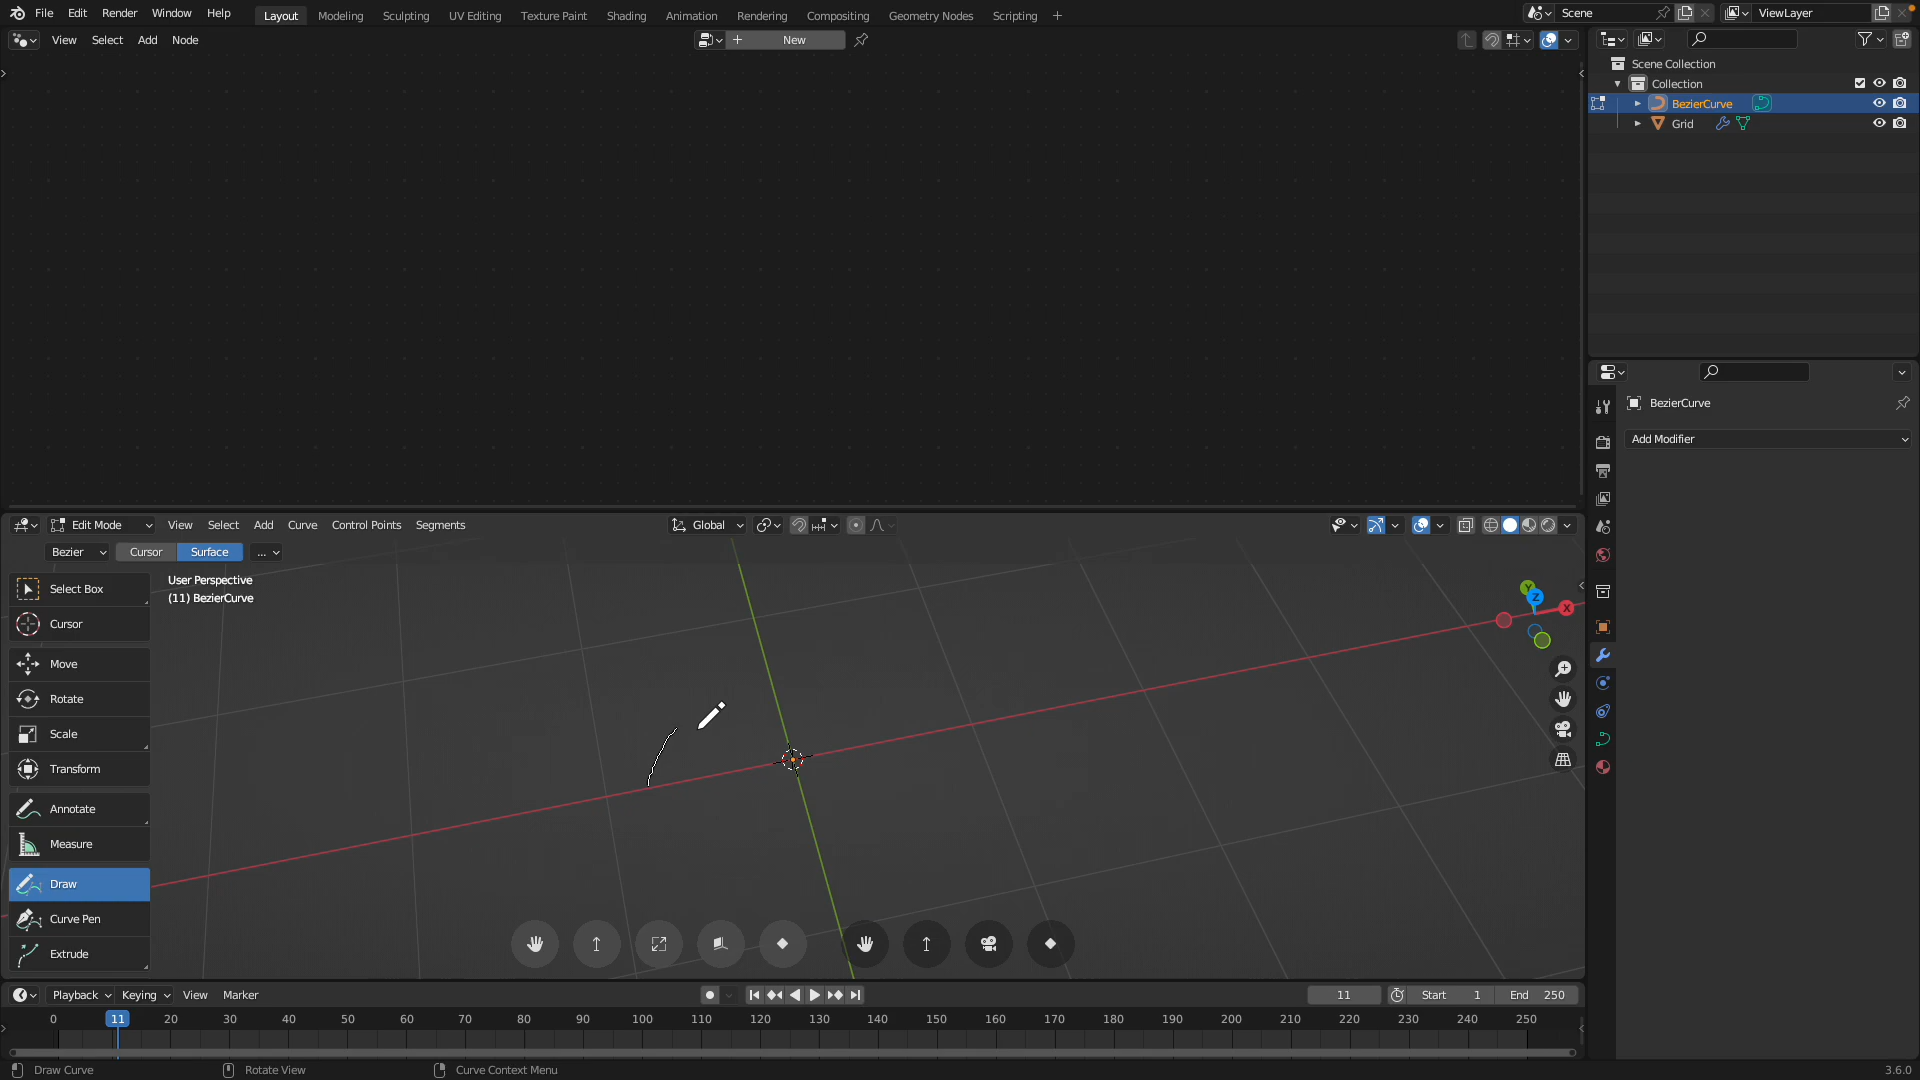 File Edit Render Window Help Layout Modeling Sculpting UV Editing Texture Paint Shading Animation Rendering Compositing Geometry Nodes Scripting + Scene ViewLayer
View Select Add Node New
Scene Collection
Collection
BezierCurve
Grid
BezierCurve
Add Modifier
Edit Mode View Select Add Curve Control Points Segments Global
Bezier Cursor Surface ...
User Perspective
(11) BezierCurve
Select Box
Cursor
Move
Rotate
Scale
Transform
Annotate
Measure
Draw
Curve Pen
Extrude
Y
Z
X
Playback Keying View Marker 11 Start 1 End 250
0 11 20 30 40 50 60 70 80 90 100 110 120 130 140 150 160 170 180 190 200 210 220 230 240 250
Draw Curve Rotate View Curve Context Menu 3.6.0